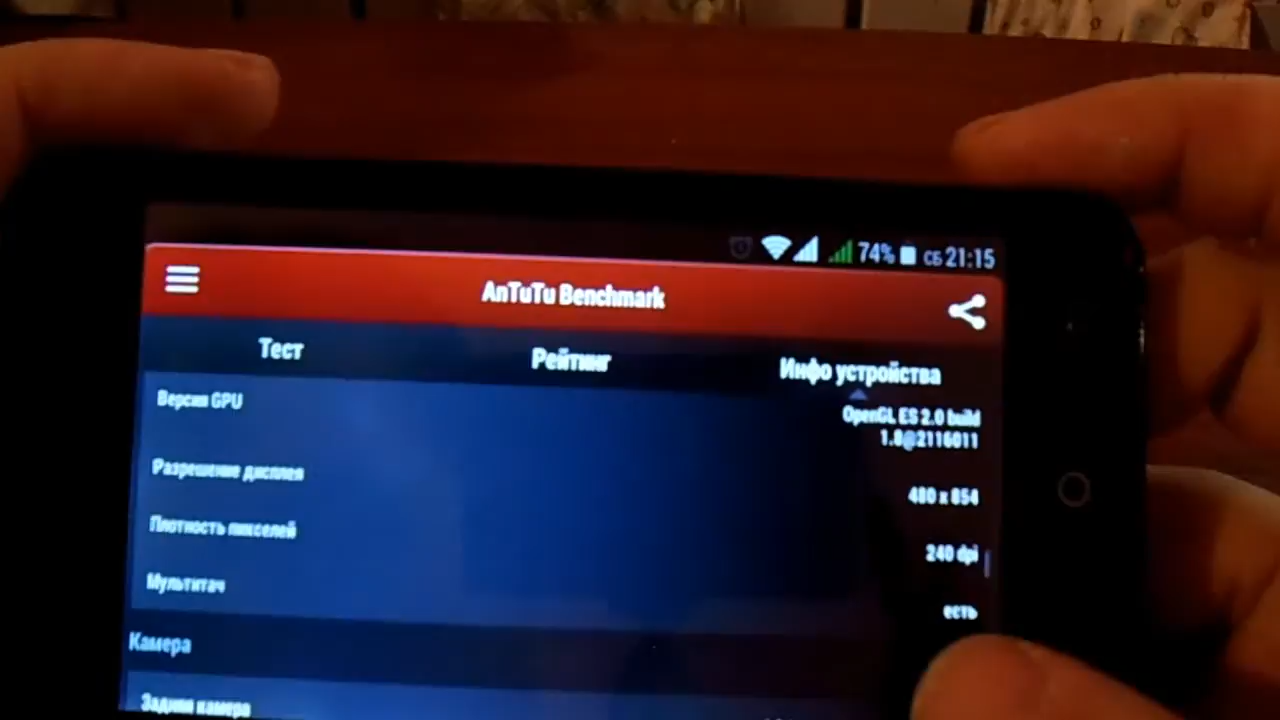 74% сб 21:15
AnTuTu Benchmark
Тест Рейтинг Инфо устройства
Версия GPU OpenGL ES 2.0 build
1.8@2116011
Разрешение дисплея 480 x 854
Плотность пикселей 240 dpi
Мультитач есть
Камера
Задняя камера